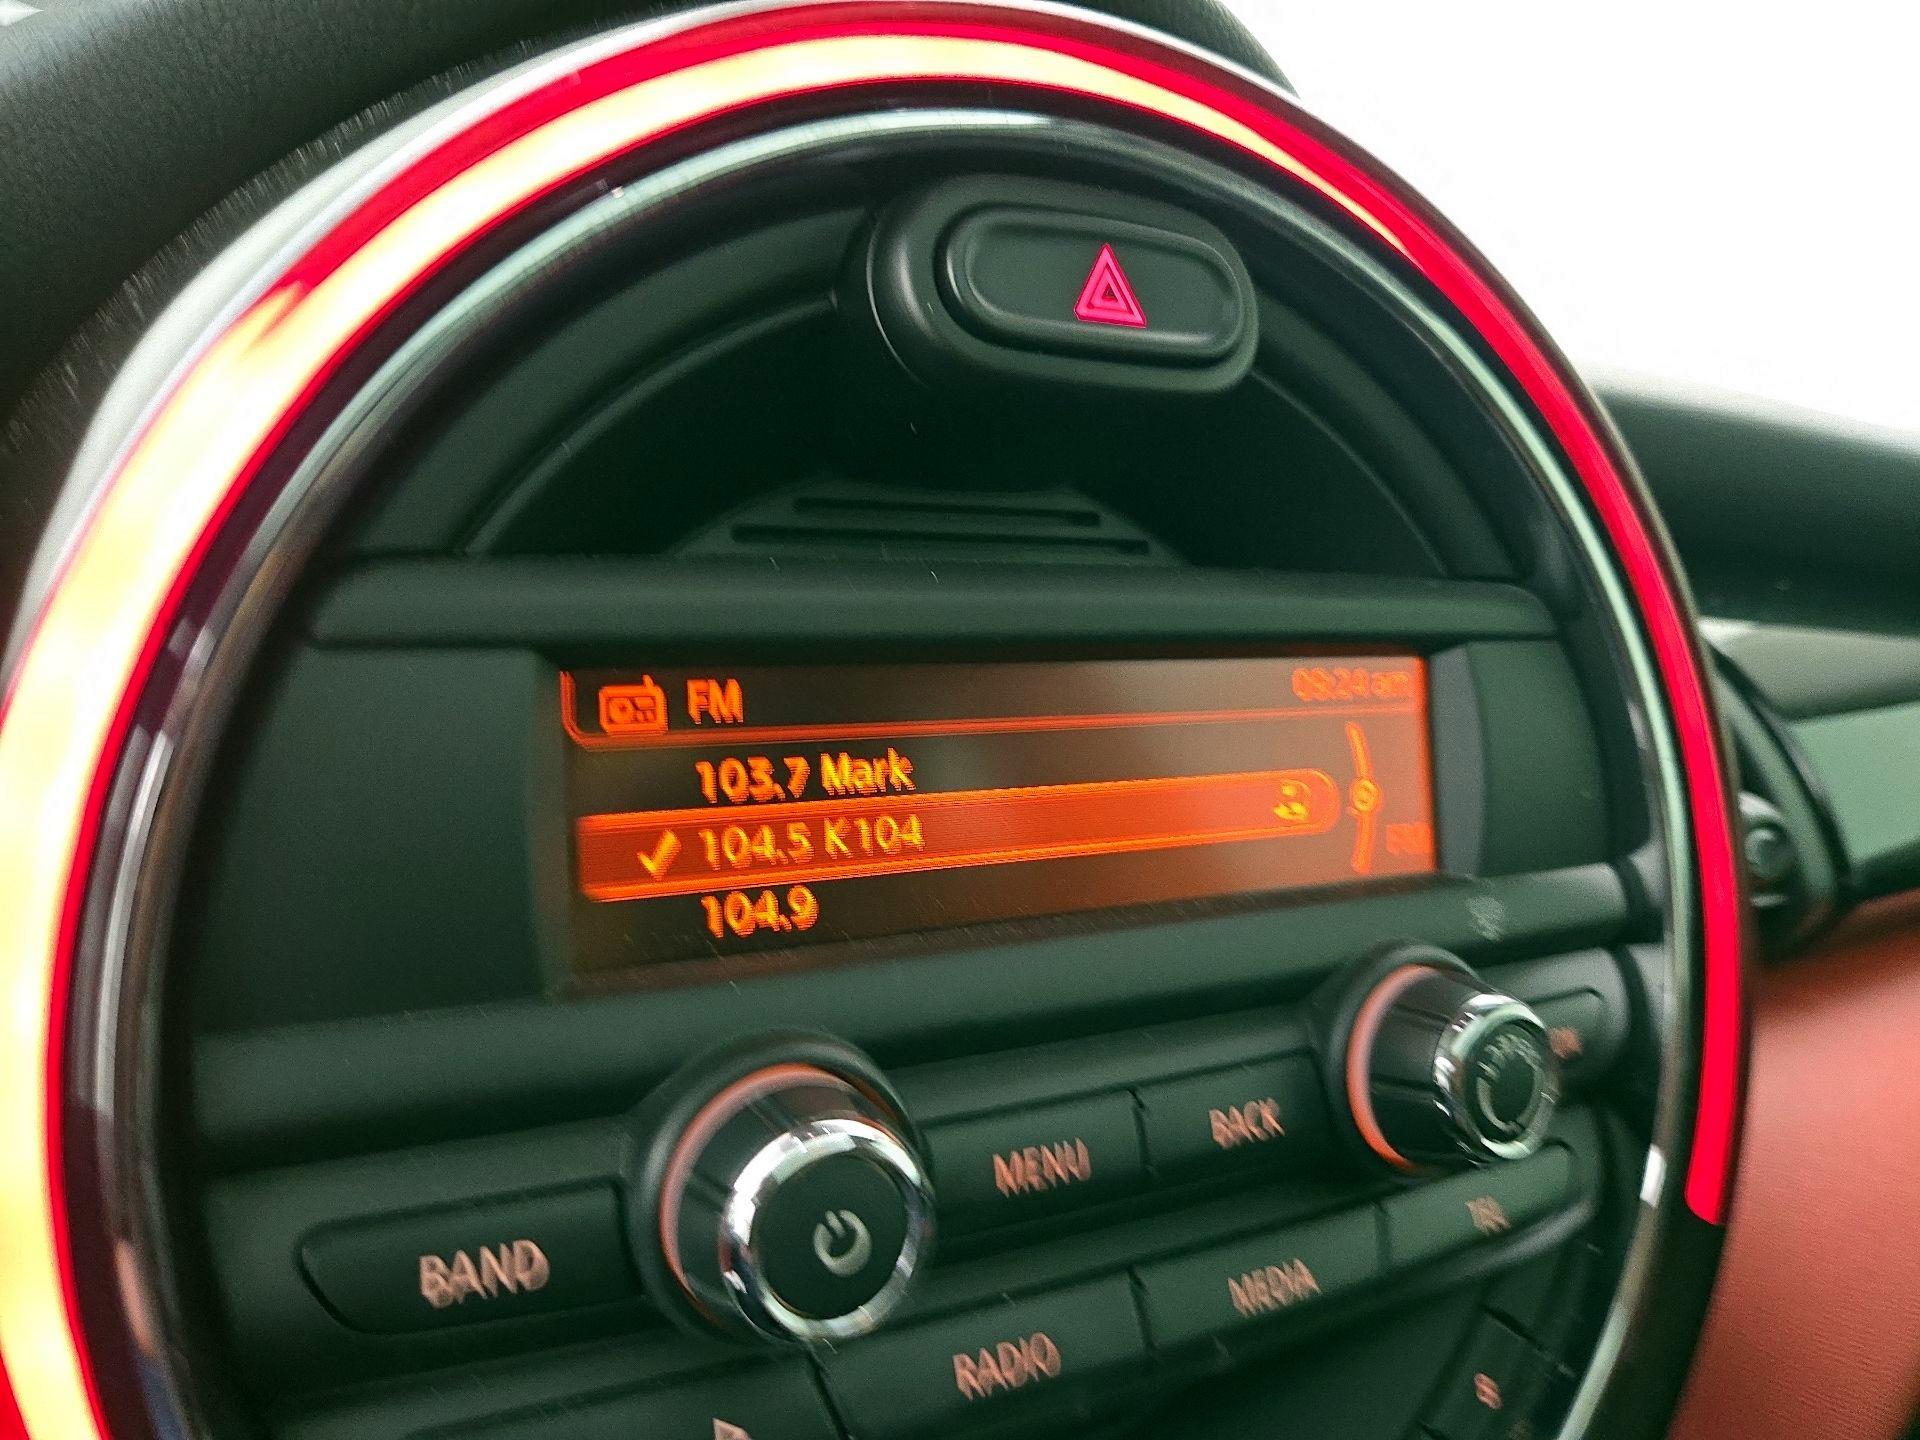 FM
103.7 Mark
✓ 104.5 K104
104.9
MENU
BACK
BAND
MEDIA
RADIO